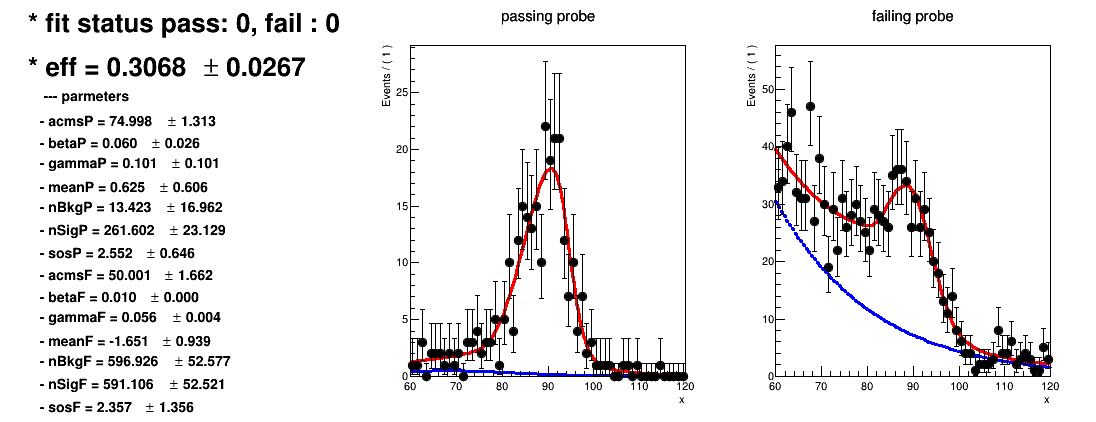 * fit status pass: 0, fail : 0
* eff = 0.3068 ± 0.0267
--- parmeters
- acmsP = 74.998 ± 1.313
- betaP = 0.060 ± 0.026
- gammaP = 0.101 ± 0.101
- meanP = 0.625 ± 0.606
- nBkgP = 13.423 ± 16.962
- nSigP = 261.602 ± 23.129
- sosP = 2.552 ± 0.646
- acmsF = 50.001 ± 1.662
- betaF = 0.010 ± 0.000
- gammaF = 0.056 ± 0.004
- meanF = -1.651 ± 0.939
- nBkgF = 596.926 ± 52.577
- nSigF = 591.106 ± 52.521
- sosF = 2.357 ± 1.356
passing probe
Events / ( 1 )
25
20
15
10
5
0
60 70 80 90 100 110 120
x
failing probe
Events / ( 1 )
50
40
30
20
10
0
60 70 80 90 100 110 120
x